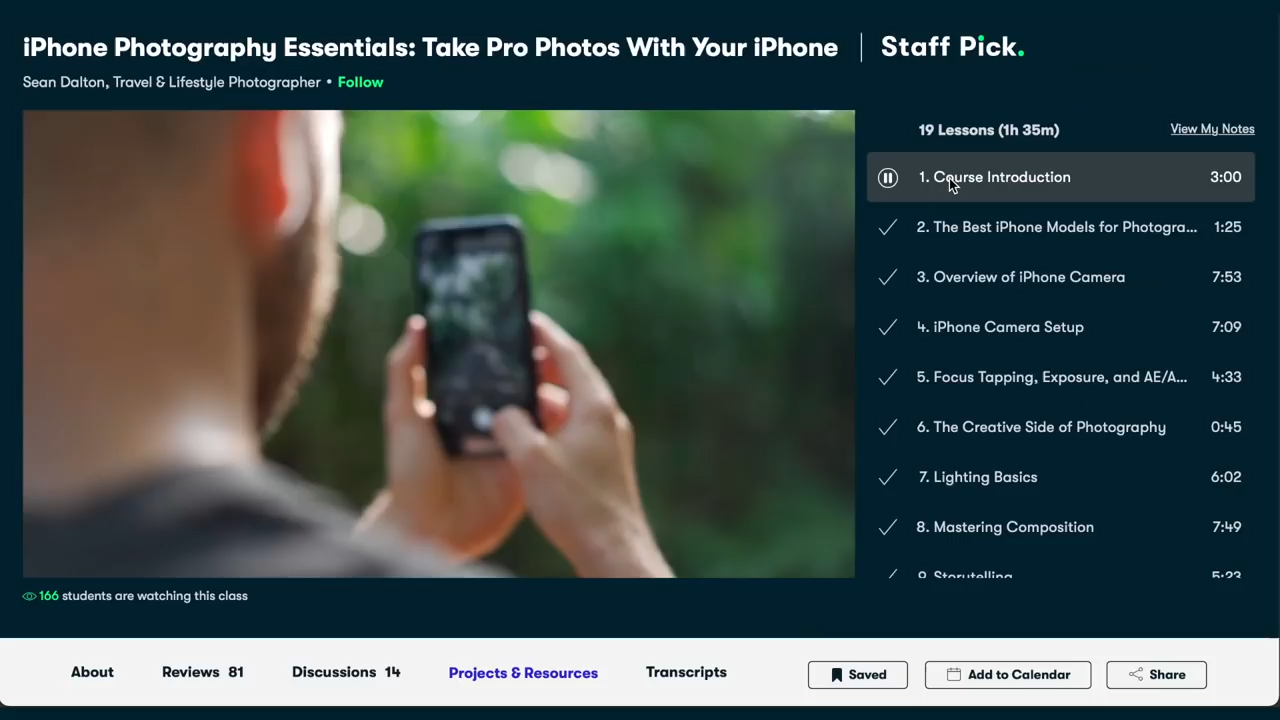 iPhone Photography Essentials: Take Pro Photos With Your iPhone
Staff Pick.
Sean Dalton, Travel & Lifestyle Photographer • Follow
19 Lessons (1h 35m)
View My Notes
1. Course Introduction 3:00
2. The Best iPhone Models for Photogra... 1:25
3. Overview of iPhone Camera 7:53
4. iPhone Camera Setup 7:09
5. Focus Tapping, Exposure, and AE/A... 4:33
6. The Creative Side of Photography 0:45
7. Lighting Basics 6:02
8. Mastering Composition 7:49
9. Storytelling 5:23
166 students are watching this class
About
Reviews 81
Discussions 14
Projects & Resources
Transcripts
Saved
Add to Calendar
Share